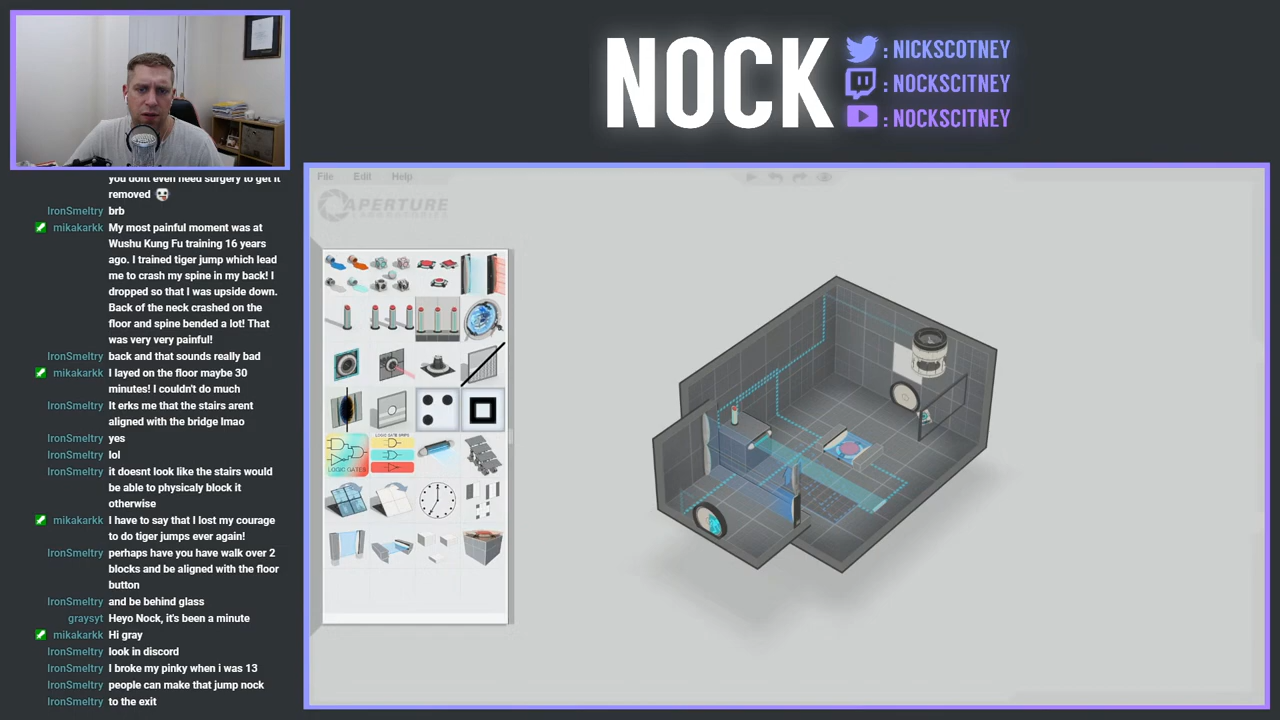 NOCK
: NICKSCOTNEY
: NOCKSCITNEY
: NOCKSCITNEY
you dont even need surgery to get it
removed
IronSmeltry brb
mikakarkk My most painful moment was at
Wushu Kung Fu training 16 years
ago. I trained tiger jump which lead
me to crash my spine in my back! I
dropped so that I was upside down.
Back of the neck crashed on the
floor and spine bended a lot! That
was very very painful!
IronSmeltry back and that sounds really bad
mikakarkk I layed on the floor maybe 30
minutes! I couldn't do much
IronSmeltry It erks me that the stairs arent
aligned with the bridge lmao
IronSmeltry yes
IronSmeltry lol
IronSmeltry it doesnt look like the stairs would
be able to physicaly block it
otherwise
mikakarkk I have to say that I lost my courage
to do tiger jumps ever again!
IronSmeltry perhaps have you have walk over 2
blocks and be aligned with the floor
button
IronSmeltry and be behind glass
graysyt Heyo Nock, it's been a minute
mikakarkk Hi gray
IronSmeltry look in discord
IronSmeltry I broke my pinky when i was 13
IronSmeltry people can make that jump nock
IronSmeltry to the exit
File Edit Help
APERTURE
LABORATORIES
LOGIC GATES